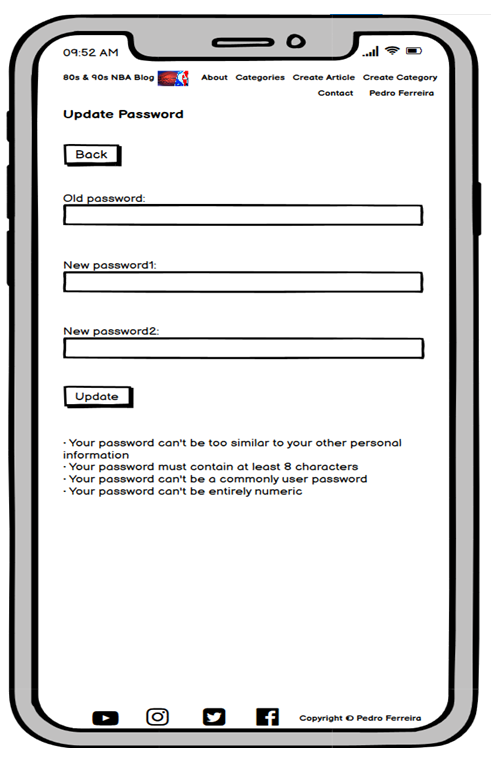 09:52 AM
80s & 90s NBA Blog About Categories Create Article Create Category
Contact Pedro Ferreira
Update Password
Back
Old password:
New password1:
New password2:
Update
· Your password can't be too similar to your other personal
information
· Your password must contain at least 8 characters
· Your password can't be a commonly user password
· Your password can't be entirely numeric
Copyright © Pedro Ferreira